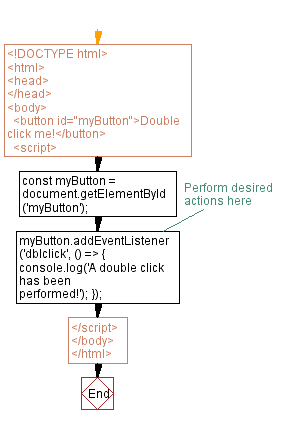 <!DOCTYPE html>
<html>
<head>
</head>
<body>
<button id="myButton">Double
click me!</button>
<script>
const myButton =
document.getElementById
('myButton');
Perform desired
actions here
myButton.addEventListener
('dblclick', () => {
console.log('A double click
has been
performed!'); });
</script>
</body>
</html>
End